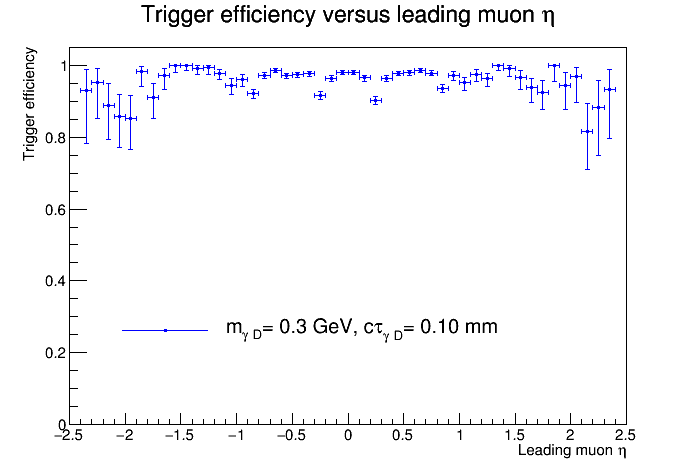 Trigger efficiency versus leading muon η
Trigger efficiency
1
0.8
0.6
0.4
0.2
0
m_γ D= 0.3 GeV, cτ_γ D= 0.10 mm
−2.5 −2 −1.5 −1 −0.5 0 0.5 1 1.5 2 2.5
Leading muon η